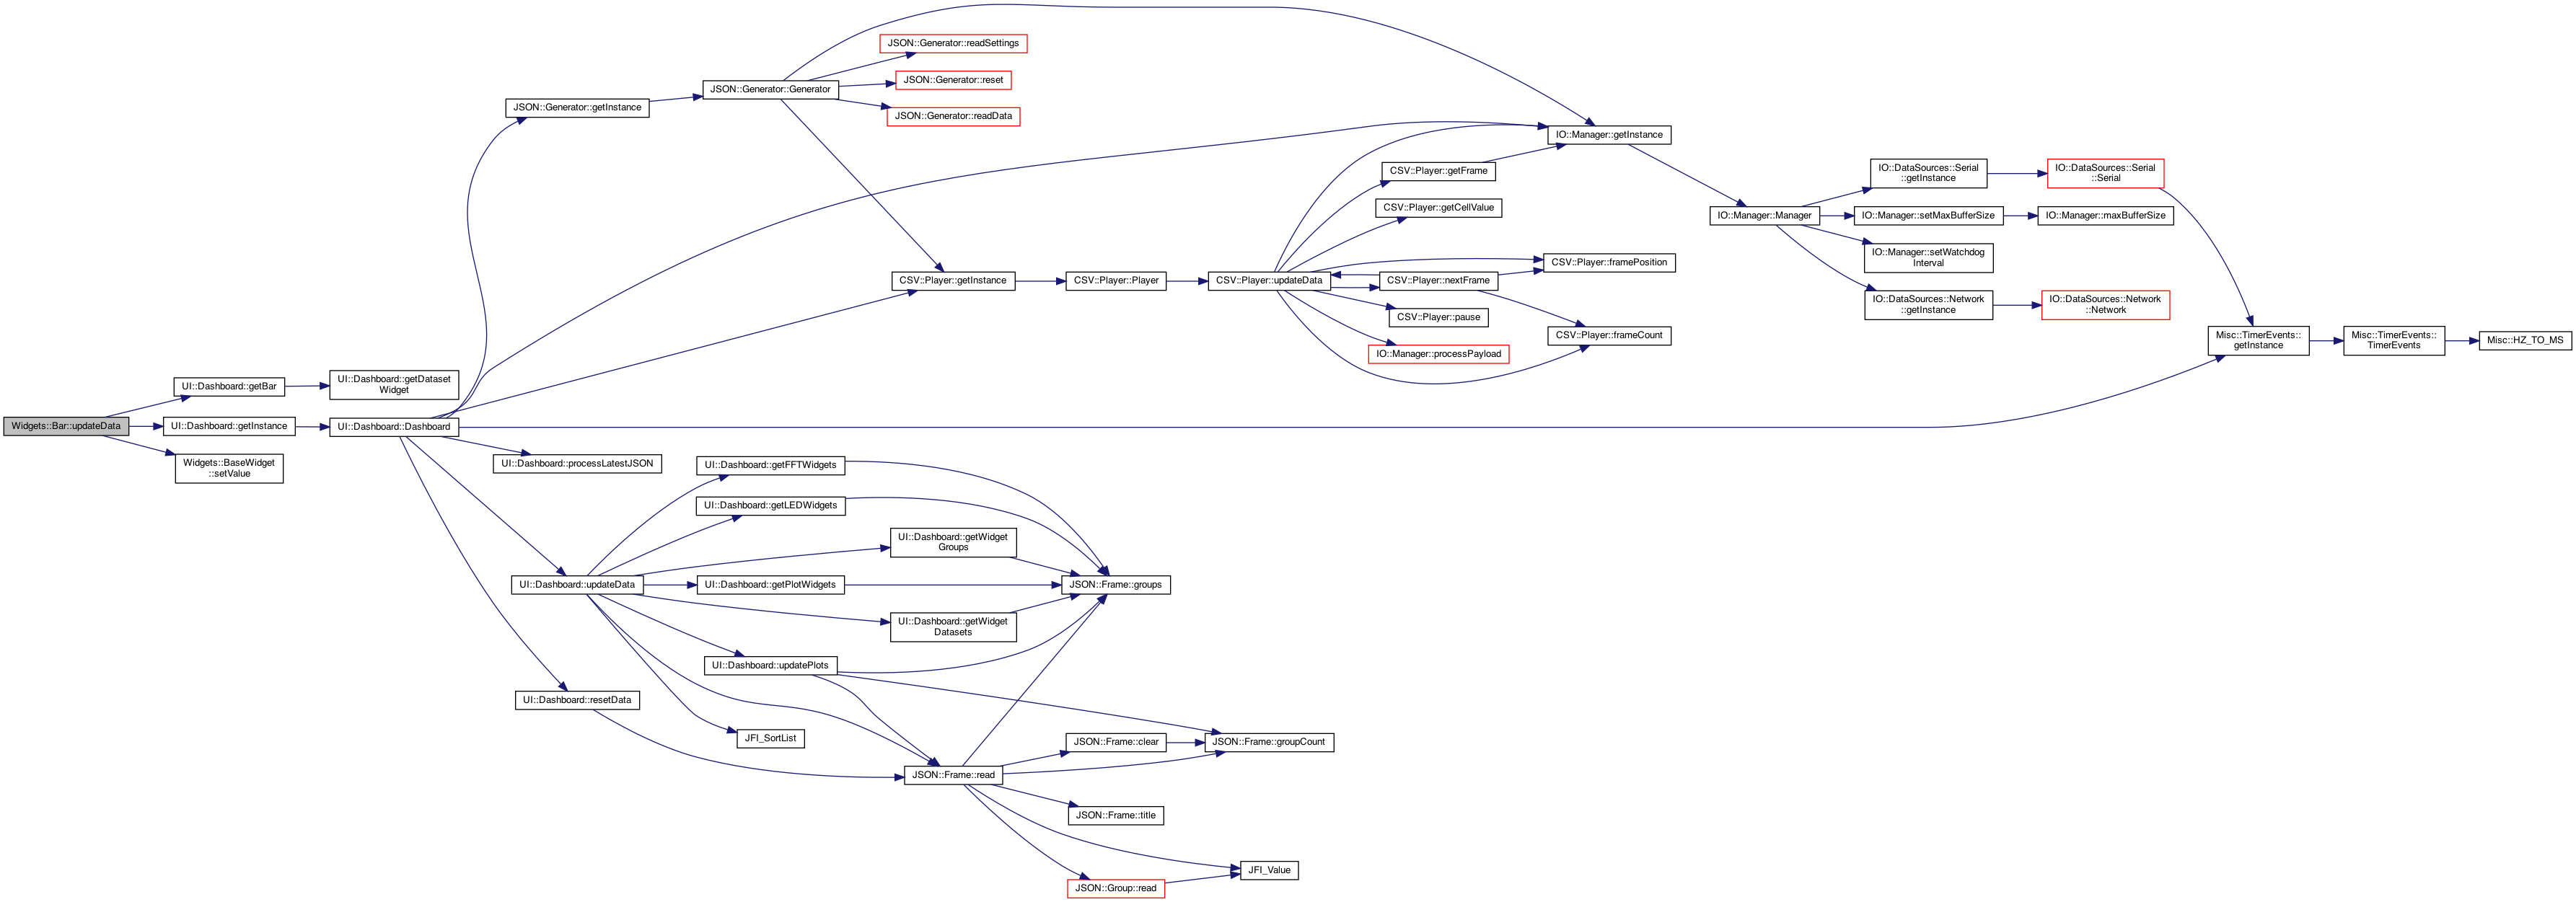 Widgets::Bar::updateData
UI::Dashboard::getBar
UI::Dashboard::getInstance
Widgets::BaseWidget
::setValue
UI::Dashboard::getDataset
Widget
UI::Dashboard::Dashboard
JSON::Generator::getInstance
UI::Dashboard::processLatestJSON
UI::Dashboard::updateData
UI::Dashboard::resetData
JSON::Generator::Generator
UI::Dashboard::getFFTWidgets
UI::Dashboard::getLEDWidgets
UI::Dashboard::getPlotWidgets
UI::Dashboard::updatePlots
JFI_SortList
JSON::Generator::readSettings
JSON::Generator::reset
JSON::Generator::readData
CSV::Player::getInstance
UI::Dashboard::getWidget
Groups
UI::Dashboard::getWidget
Datasets
JSON::Frame::read
CSV::Player::Player
JSON::Frame::groups
JSON::Frame::clear
JSON::Frame::title
JSON::Group::read
CSV::Player::updateData
JSON::Frame::groupCount
JFI_Value
CSV::Player::getFrame
CSV::Player::getCellValue
CSV::Player::nextFrame
CSV::Player::pause
IO::Manager::processPayload
IO::Manager::getInstance
CSV::Player::framePosition
CSV::Player::frameCount
IO::Manager::Manager
IO::DataSources::Serial
::getInstance
IO::Manager::setMaxBufferSize
IO::Manager::setWatchdog
Interval
IO::DataSources::Network
::getInstance
IO::DataSources::Serial
::Serial
IO::Manager::maxBufferSize
IO::DataSources::Network
::Network
Misc::TimerEvents::
getInstance
Misc::TimerEvents::
TimerEvents
Misc::HZ_TO_MS